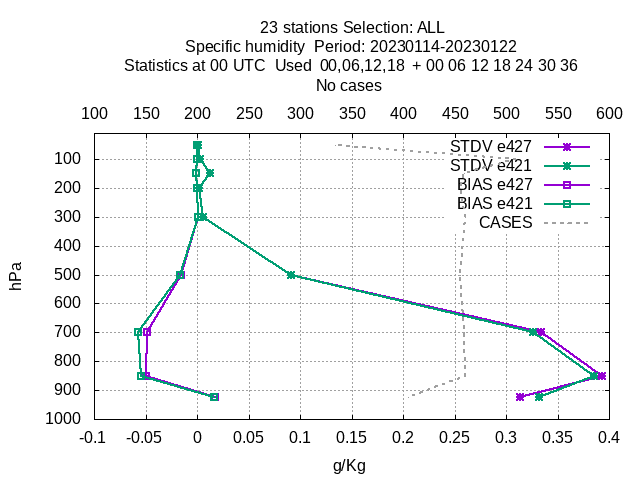 23 stations Selection: ALL
Specific humidity  Period: 20230114-20230122
Statistics at 00 UTC  Used  00,06,12,18  + 00 06 12 18 24 30 36
No cases
100 150 200 250 300 350 400 450 500 550 600
STDV e427
STDV e421
BIAS e427
BIAS e421
CASES
100
200
300
400
500
600
700
800
900
1000
hPa
-0.1 -0.05 0 0.05 0.1 0.15 0.2 0.25 0.3 0.35 0.4
g/Kg